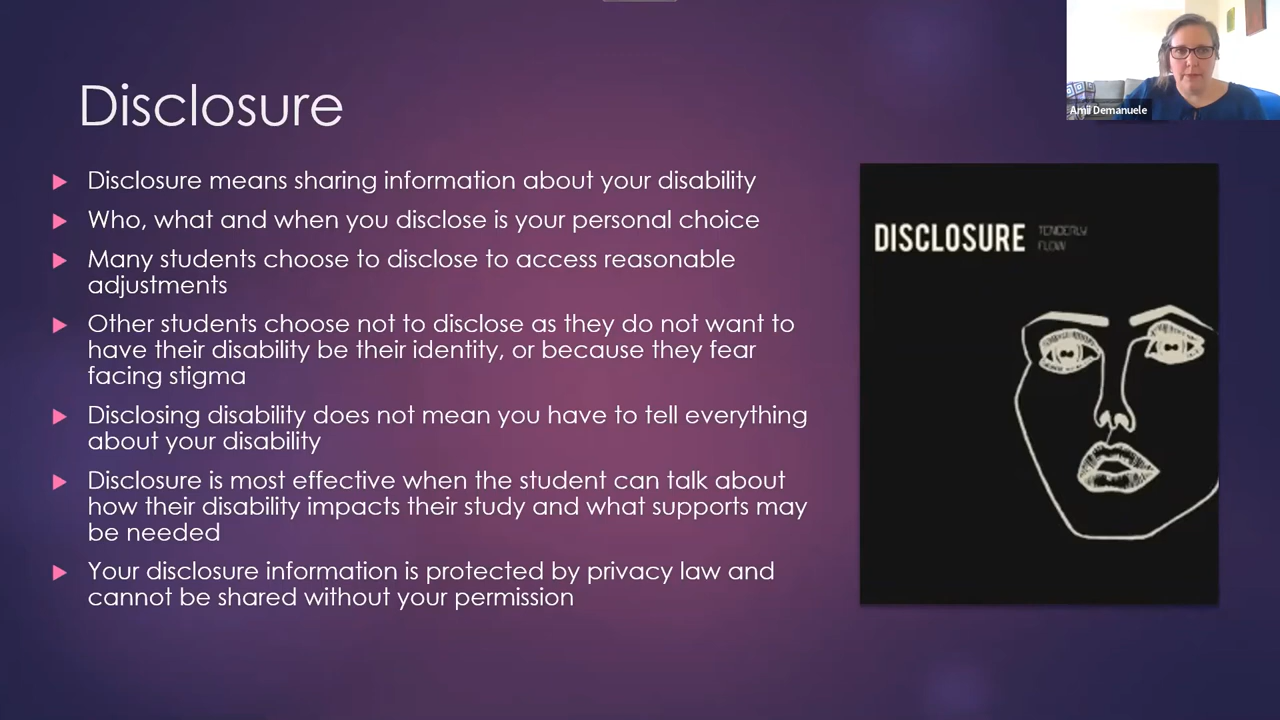 Disclosure
Disclosure means sharing information about your disability
Who, what and when you disclose is your personal choice
Many students choose to disclose to access reasonable
adjustments
Other students choose not to disclose as they do not want to
have their disability be their identity, or because they fear
facing stigma
Disclosing disability does not mean you have to tell everything
about your disability
Disclosure is most effective when the student can talk about
how their disability impacts their study and what supports may
be needed
Your disclosure information is protected by privacy law and
cannot be shared without your permission
Amii Demanuele
DISCLOSURE
TENDERLY
FLOW